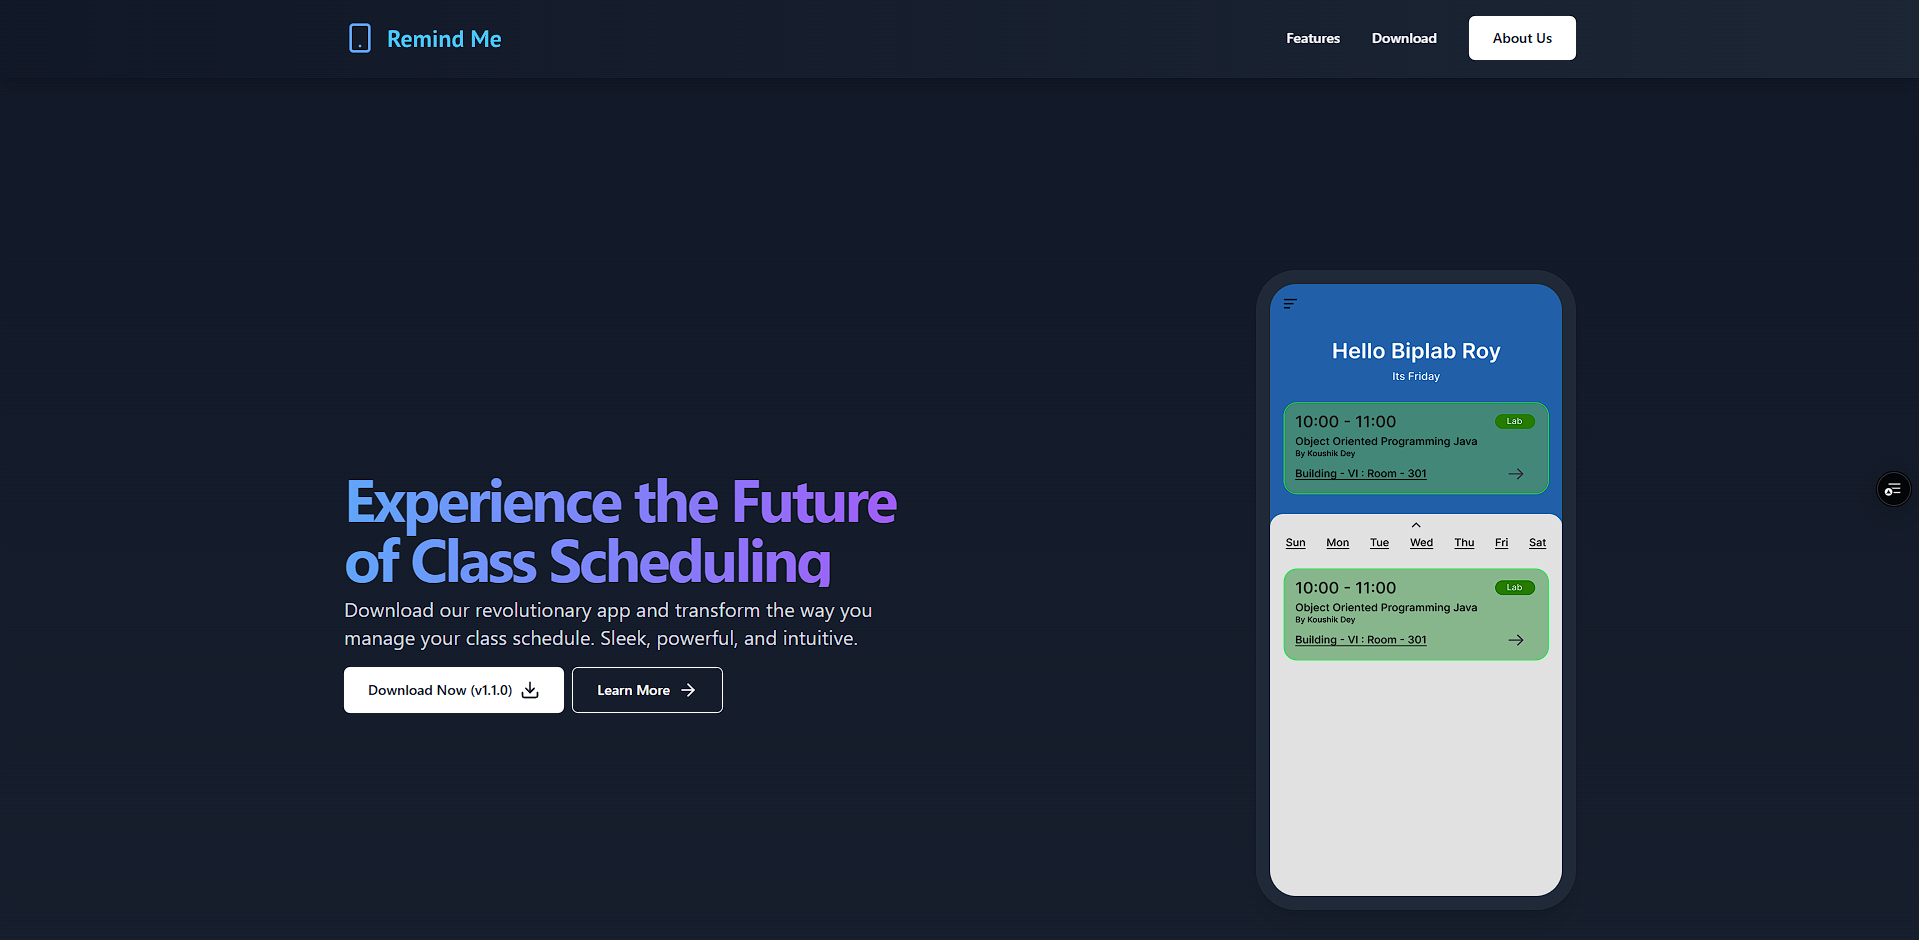 Remind Me
Features
Download
About Us
Experience the Future
of Class Scheduling
Download our revolutionary app and transform the way you
manage your class schedule. Sleek, powerful, and intuitive.
Download Now (v1.1.0)
Learn More
Hello Biplab Roy
Its Friday
10:00 - 11:00
Lab
Object Oriented Programming Java
By Koushik Dey
Building - VI : Room - 301
Sun Mon Tue Wed Thu Fri Sat
10:00 - 11:00
Lab
Object Oriented Programming Java
By Koushik Dey
Building - VI : Room - 301